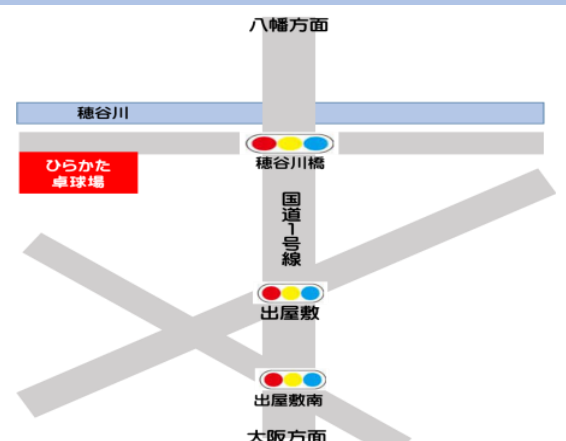 八幡方面
穂谷川
穂谷川橋
ひらかた
卓球場
国道1号線
出屋敷
出屋敷南
大阪方面